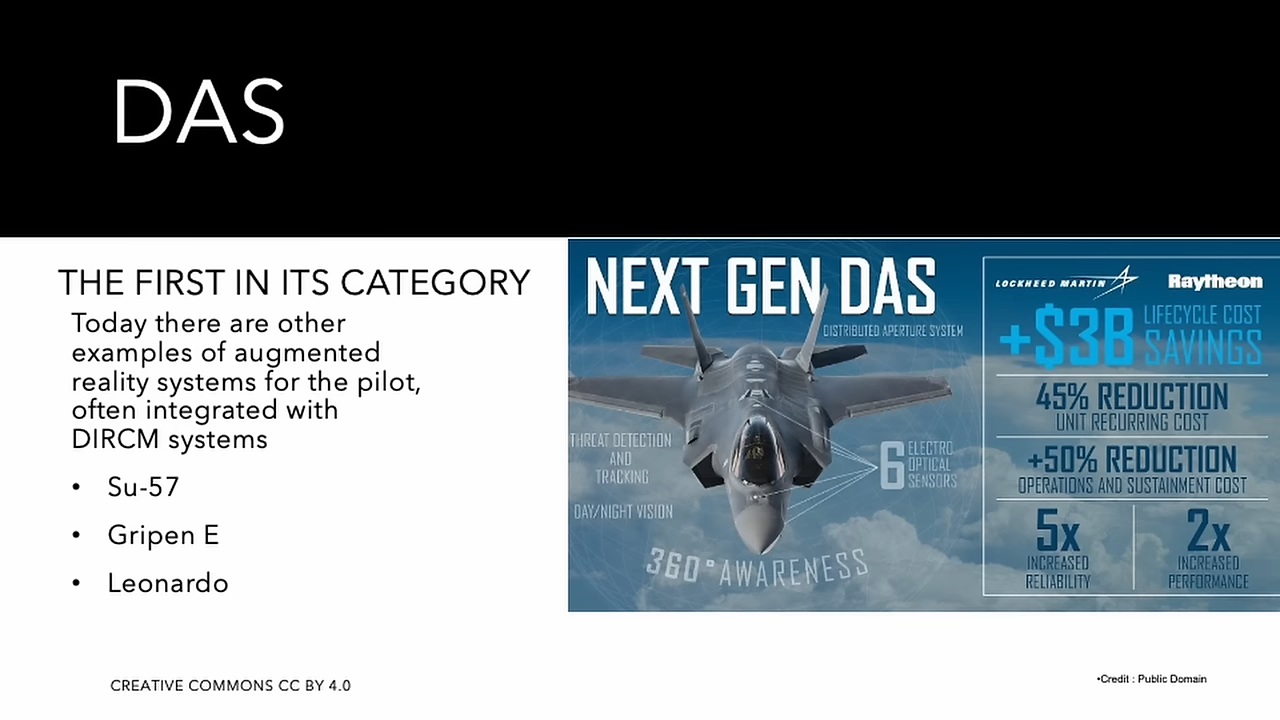 DAS
THE FIRST IN ITS CATEGORY
Today there are other
examples of augmented
reality systems for the pilot,
often integrated with
DIRCM systems
• Su-57
• Gripen E
• Leonardo
NEXT GEN DAS
DISTRIBUTED APERTURE SYSTEM
THREAT DETECTION
AND
TRACKING
DAY/NIGHT VISION
6 ELECTRO
OPTICAL
SENSORS
360° AWARENESS
LOCKHEED MARTIN
Raytheon
+$3B LIFECYCLE COST
SAVINGS
45% REDUCTION
UNIT RECURRING COST
+50% REDUCTION
OPERATIONS AND SUSTAINMENT COST
5x
INCREASED
RELIABILITY
2x
INCREASED
PERFORMANCE
CREATIVE COMMONS CC BY 4.0
•Credit : Public Domain